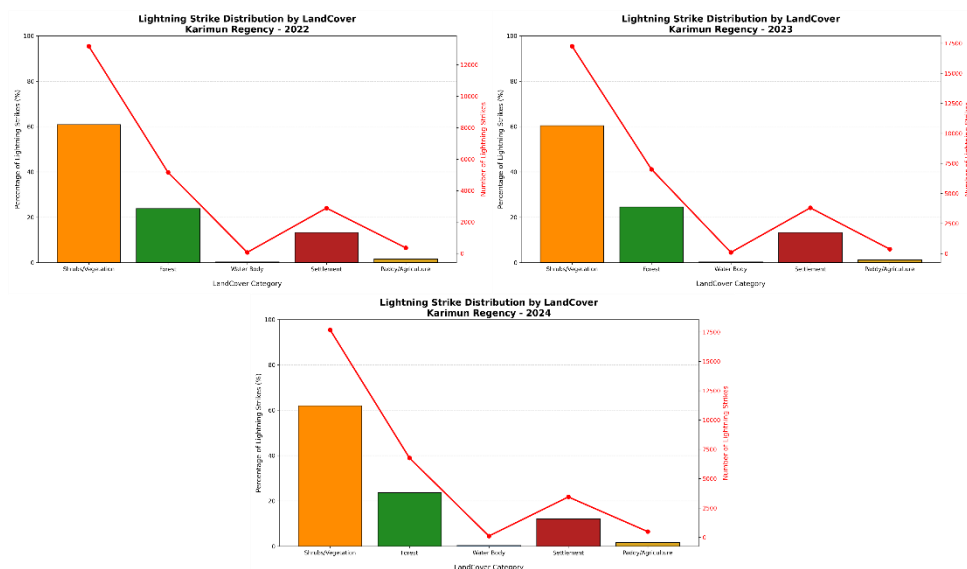 Lightning Strike Distribution by LandCover
Karimun Regency - 2022
Percentage of Lightning Strikes (%)
100
80
60
40
20
0
12000
10000
8000
6000
4000
2000
0
Number of Lightning Strikes
Shrubs/Vegetation Forest Water Body Settlement Paddy/Agriculture
LandCover Category
Lightning Strike Distribution by LandCover
Karimun Regency - 2023
Percentage of Lightning Strikes (%)
100
80
60
40
20
0
17500
15000
12500
10000
7500
5000
2500
0
Number of Lightning Strikes
Shrubs/Vegetation Forest Water Body Settlement Paddy/Agriculture
LandCover Category
Lightning Strike Distribution by LandCover
Karimun Regency - 2024
Percentage of Lightning Strikes (%)
100
80
60
40
20
0
17500
15000
12500
10000
7500
5000
2500
0
Number of Lightning Strikes
Shrubs/Vegetation Forest Water Body Settlement Paddy/Agriculture
LandCover Category